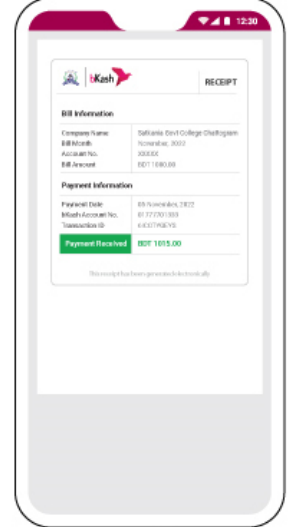 12:30
bKash
RECEIPT
Bill Information
Company Name Satkania Govt College Chattogram
Bill Month November, 2022
Account No. XXXXX
Bill Amount BDT 1000.00
Payment Information
Payment Date 05 November, 2022
bKash Account No.
Transaction ID
Payment Received BDT 1015.00
This receipt has been generated electronically